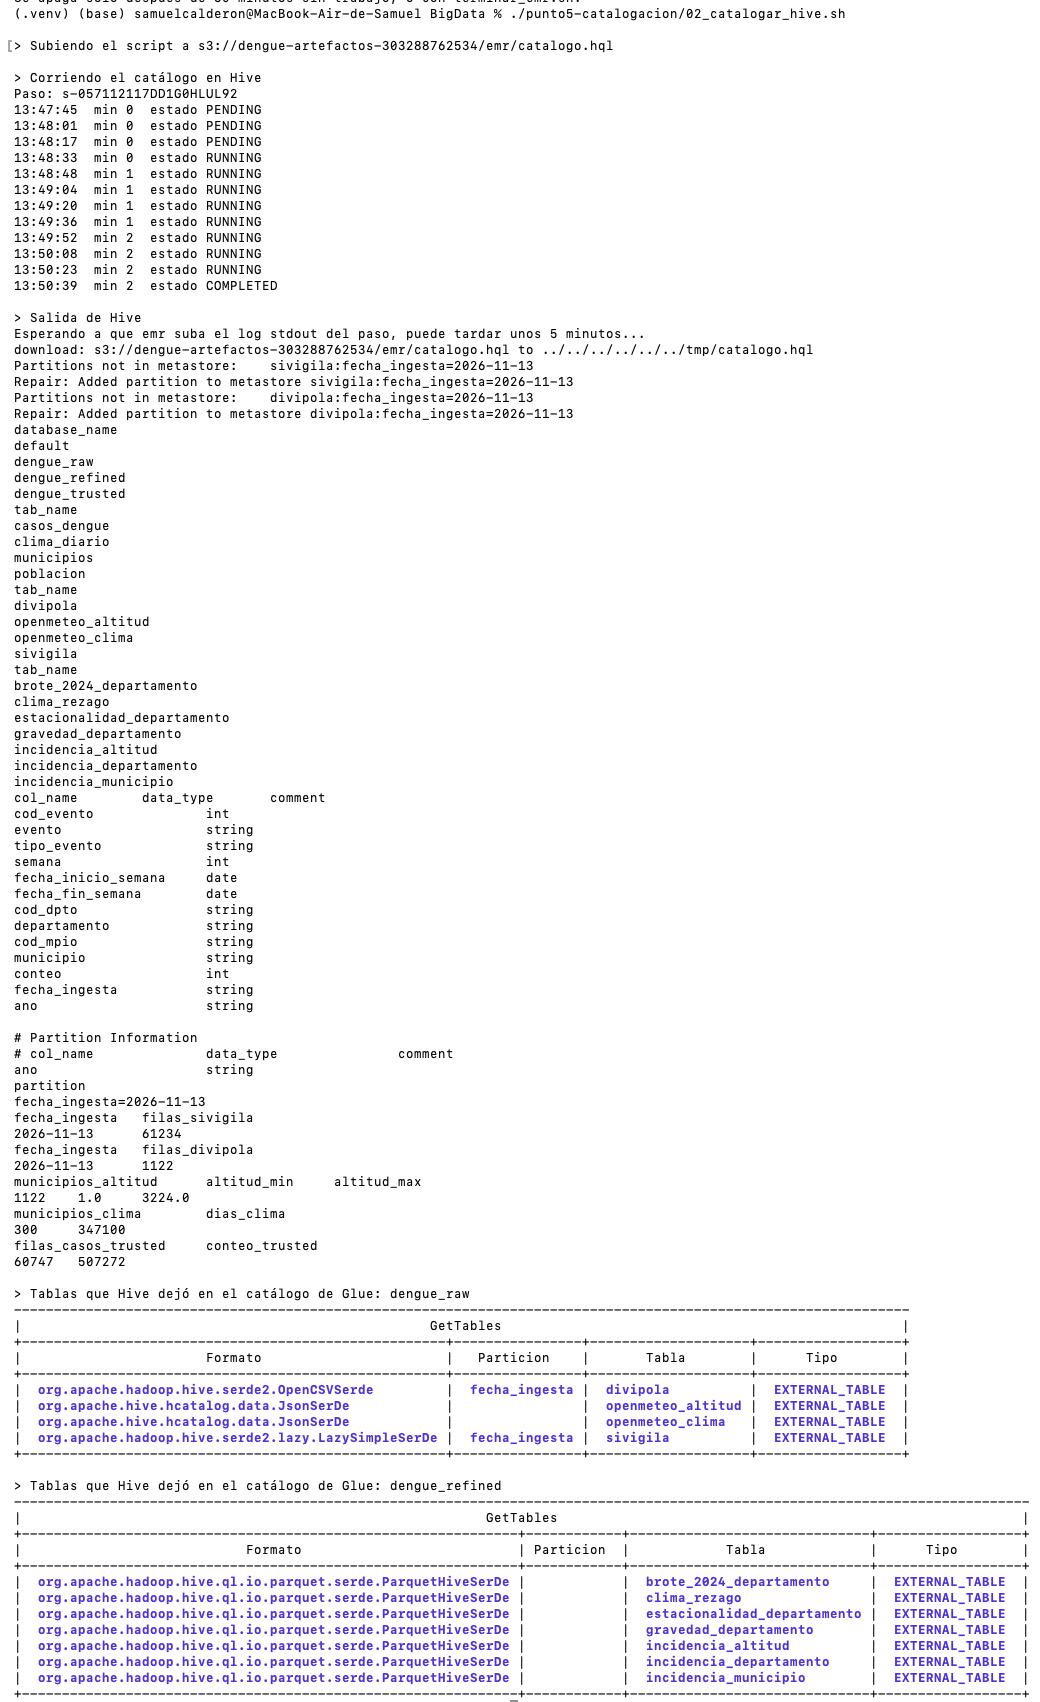 (.venv) (base) samuelcalderon@MacBook-Air-de-Samuel BigData % ./punto5-catalogacion/02_catalogar_hive.sh
[> Subiendo el script a s3://dengue-artefactos-303288762534/emr/catalogo.hql
> Corriendo el catálogo en Hive
Paso: s-057112117DD1G0HLUL92
13:47:45  min 0  estado PENDING
13:48:01  min 0  estado PENDING
13:48:17  min 0  estado PENDING
13:48:33  min 0  estado RUNNING
13:48:48  min 1  estado RUNNING
13:49:04  min 1  estado RUNNING
13:49:20  min 1  estado RUNNING
13:49:36  min 1  estado RUNNING
13:49:52  min 2  estado RUNNING
13:50:08  min 2  estado RUNNING
13:50:23  min 2  estado RUNNING
13:50:39  min 2  estado COMPLETED
> Salida de Hive
Esperando a que emr suba el log stdout del paso, puede tardar unos 5 minutos...
download: s3://dengue-artefactos-303288762534/emr/catalogo.hql to ../../../../../../tmp/catalogo.hql
Partitions not in metastore:    sivigila:fecha_ingesta=2026-11-13
Repair: Added partition to metastore sivigila:fecha_ingesta=2026-11-13
Partitions not in metastore:    divipola:fecha_ingesta=2026-11-13
Repair: Added partition to metastore divipola:fecha_ingesta=2026-11-13
database_name
default
dengue_raw
dengue_refined
dengue_trusted
tab_name
casos_dengue
clima_diario
municipios
poblacion
tab_name
divipola
openmeteo_altitud
openmeteo_clima
sivigila
tab_name
brote_2024_departamento
clima_rezago
estacionalidad_departamento
gravedad_departamento
incidencia_altitud
incidencia_departamento
incidencia_municipio
col_name        data_type       comment
cod_evento              int
evento                  string
tipo_evento             string
semana                  int
fecha_inicio_semana     date
fecha_fin_semana        date
cod_dpto                string
departamento            string
cod_mpio                string
municipio               string
conteo                  int
fecha_ingesta           string
ano                     string
# Partition Information
# col_name              data_type               comment
ano                     string
partition
fecha_ingesta=2026-11-13
fecha_ingesta   filas_sivigila
2026-11-13      61234
fecha_ingesta   filas_divipola
2026-11-13      1122
municipios_altitud      altitud_min     altitud_max
1122    1.0     3224.0
municipios_clima        dias_clima
300     347100
filas_casos_trusted     conteo_trusted
60747   507272
> Tablas que Hive dejó en el catálogo de Glue: dengue_raw
| GetTables |
| Formato | Particion | Tabla | Tipo |
| org.apache.hadoop.hive.serde2.OpenCSVSerde | fecha_ingesta | divipola | EXTERNAL_TABLE |
| org.apache.hive.hcatalog.data.JsonSerDe | | openmeteo_altitud | EXTERNAL_TABLE |
| org.apache.hive.hcatalog.data.JsonSerDe | | openmeteo_clima | EXTERNAL_TABLE |
| org.apache.hadoop.hive.serde2.lazy.LazySimpleSerDe | fecha_ingesta | sivigila | EXTERNAL_TABLE |
> Tablas que Hive dejó en el catálogo de Glue: dengue_refined
| GetTables |
| Formato | Particion | Tabla | Tipo |
| org.apache.hadoop.hive.ql.io.parquet.serde.ParquetHiveSerDe | | brote_2024_departamento | EXTERNAL_TABLE |
| org.apache.hadoop.hive.ql.io.parquet.serde.ParquetHiveSerDe | | clima_rezago | EXTERNAL_TABLE |
| org.apache.hadoop.hive.ql.io.parquet.serde.ParquetHiveSerDe | | estacionalidad_departamento | EXTERNAL_TABLE |
| org.apache.hadoop.hive.ql.io.parquet.serde.ParquetHiveSerDe | | gravedad_departamento | EXTERNAL_TABLE |
| org.apache.hadoop.hive.ql.io.parquet.serde.ParquetHiveSerDe | | incidencia_altitud | EXTERNAL_TABLE |
| org.apache.hadoop.hive.ql.io.parquet.serde.ParquetHiveSerDe | | incidencia_departamento | EXTERNAL_TABLE |
| org.apache.hadoop.hive.ql.io.parquet.serde.ParquetHiveSerDe | | incidencia_municipio | EXTERNAL_TABLE |